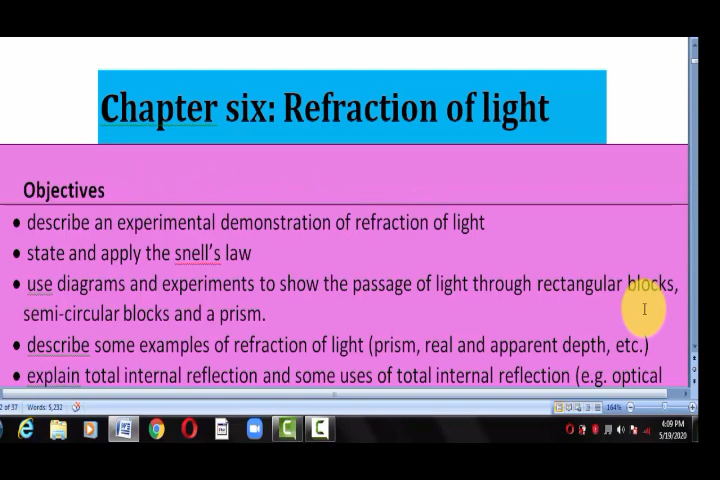 Chapter six: Refraction of light
Objectives
• describe an experimental demonstration of refraction of light
• state and apply the snell's law
• use diagrams and experiments to show the passage of light through rectangular blocks,
semi-circular blocks and a prism.
• describe some examples of refraction of light (prism, real and apparent depth, etc.)
• explain total internal reflection and some uses of total internal reflection (e.g. optical
2 of 37 Words: 5,232 164%
4:09 PM
5/19/2020